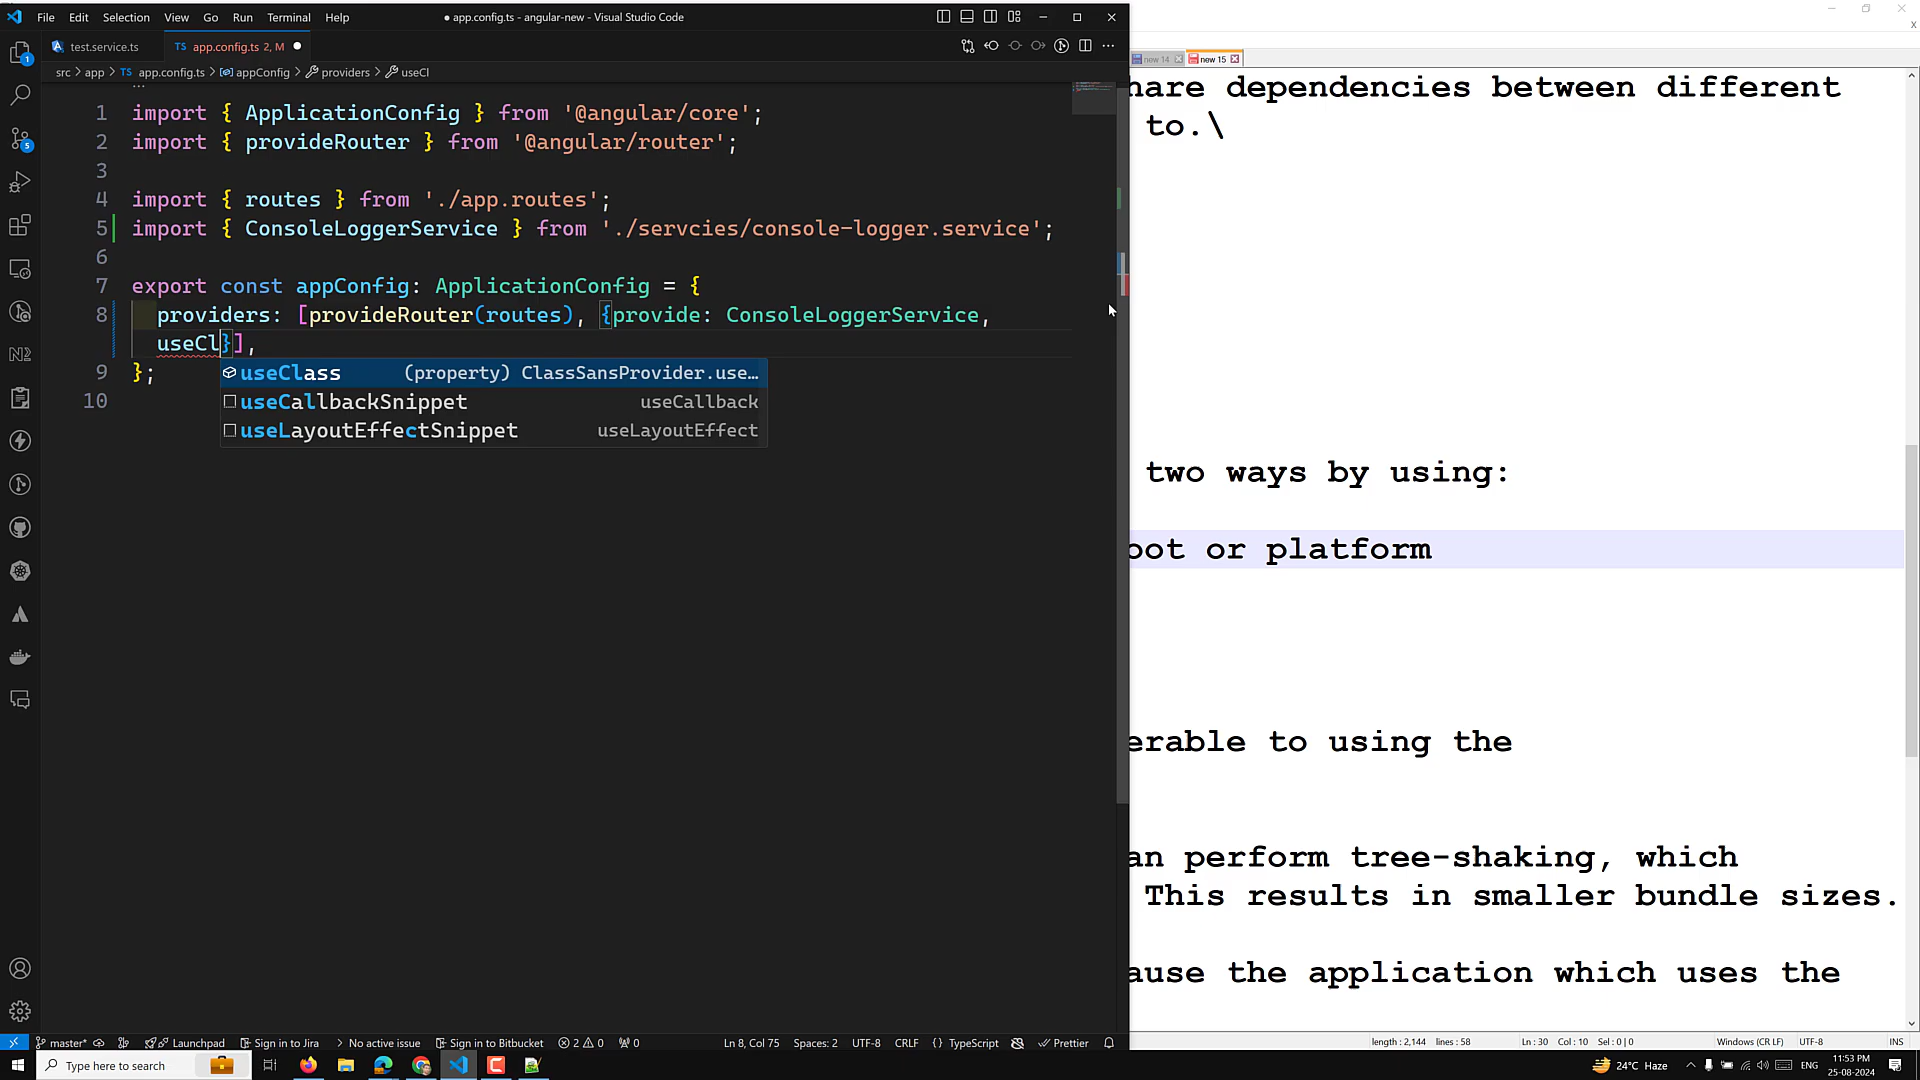 File Edit Selection View Go Run Terminal Help
● app.config.ts - angular-new - Visual Studio Code
test.service.ts
TS app.config.ts 2, M ●
src > app > TS app.config.ts > appConfig > providers > useCl
new 14
new 15
1 import { ApplicationConfig } from '@angular/core';
2 import { provideRouter } from '@angular/router';
3
4 import { routes } from './app.routes';
5 import { ConsoleLoggerService } from './servcies/console-logger.service';
6
7 export const appConfig: ApplicationConfig = {
8 providers: [provideRouter(routes), {provide: ConsoleLoggerService,
useCl}],
9 };
10
useClass (property) ClassSansProvider.use…
useCallbackSnippet useCallback
useLayoutEffectSnippet useLayoutEffect
hare dependencies between different
to.\
two ways by using:
oot or platform
erable to using the
an perform tree-shaking, which
This results in smaller bundle sizes.
ause the application which uses the
1
5
N2
master* Launchpad Sign in to Jira No active issue Sign in to Bitbucket 2 0 0 Ln 8, Col 75 Spaces: 2 UTF-8 CRLF {} TypeScript Prettier
length : 2,144 lines : 58 Ln : 30 Col : 10 Sel : 0 | 0 Windows (CR LF) UTF-8 INS
Type here to search
24°C Haze ENG
11:53 PM
25-08-2024